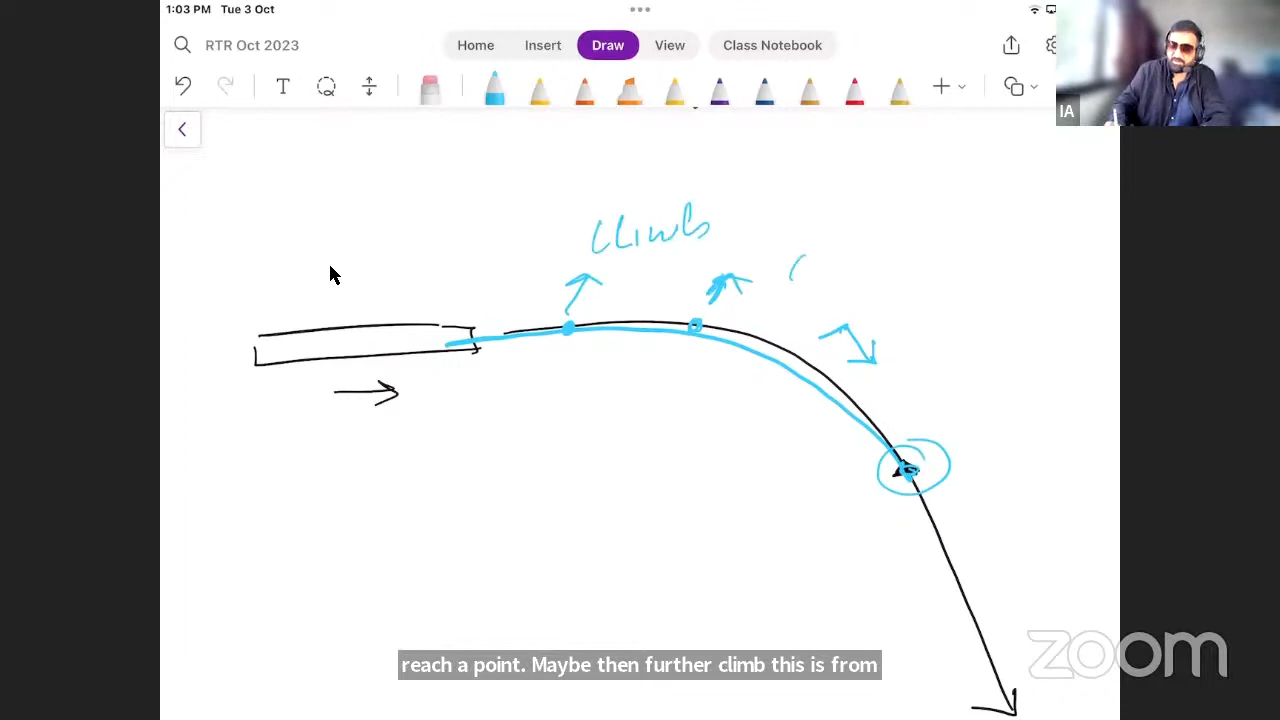 1:03 PM Tue 3 Oct
RTR Oct 2023
Home Insert Draw View Class Notebook
T
IA
Climb
reach a point. Maybe then further climb this is from
zoom